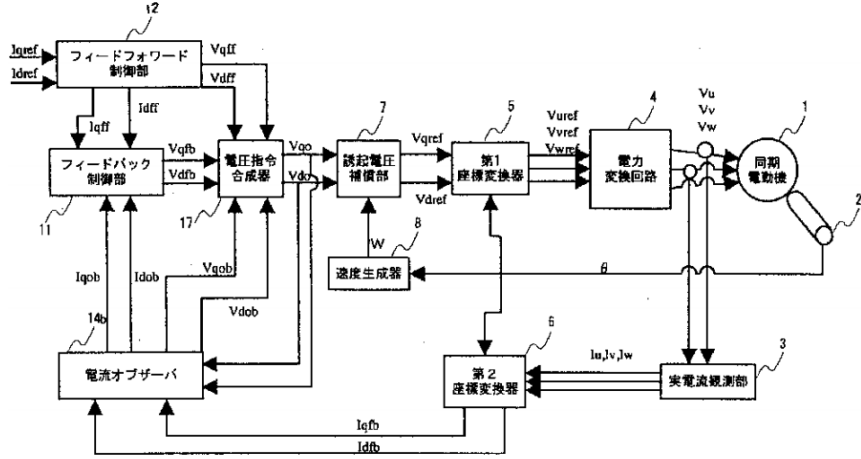 12
Iqref
Idref
フィードフォワード
制御部
Vqff
Vdff
Iqff
Idff
フィードバック
制御部
11
Vqfb
Vdfb
電圧指令
合成器
17
Vqo
Vdo
7
誘起電圧
補償部
Vqref
Vdref
5
第1
座標変換器
Vuref
Vvref
Vwref
4
電力
変換回路
Vu
Vv
Vw
1
同期
電動機
2
W
8
速度生成器
θ
Iqob
Idob
Vqob
Vdob
14b
電流オブザーバ
6
第2
座標変換器
Iu,Iv,Iw
3
実電流観測部
Iqfb
Idfb